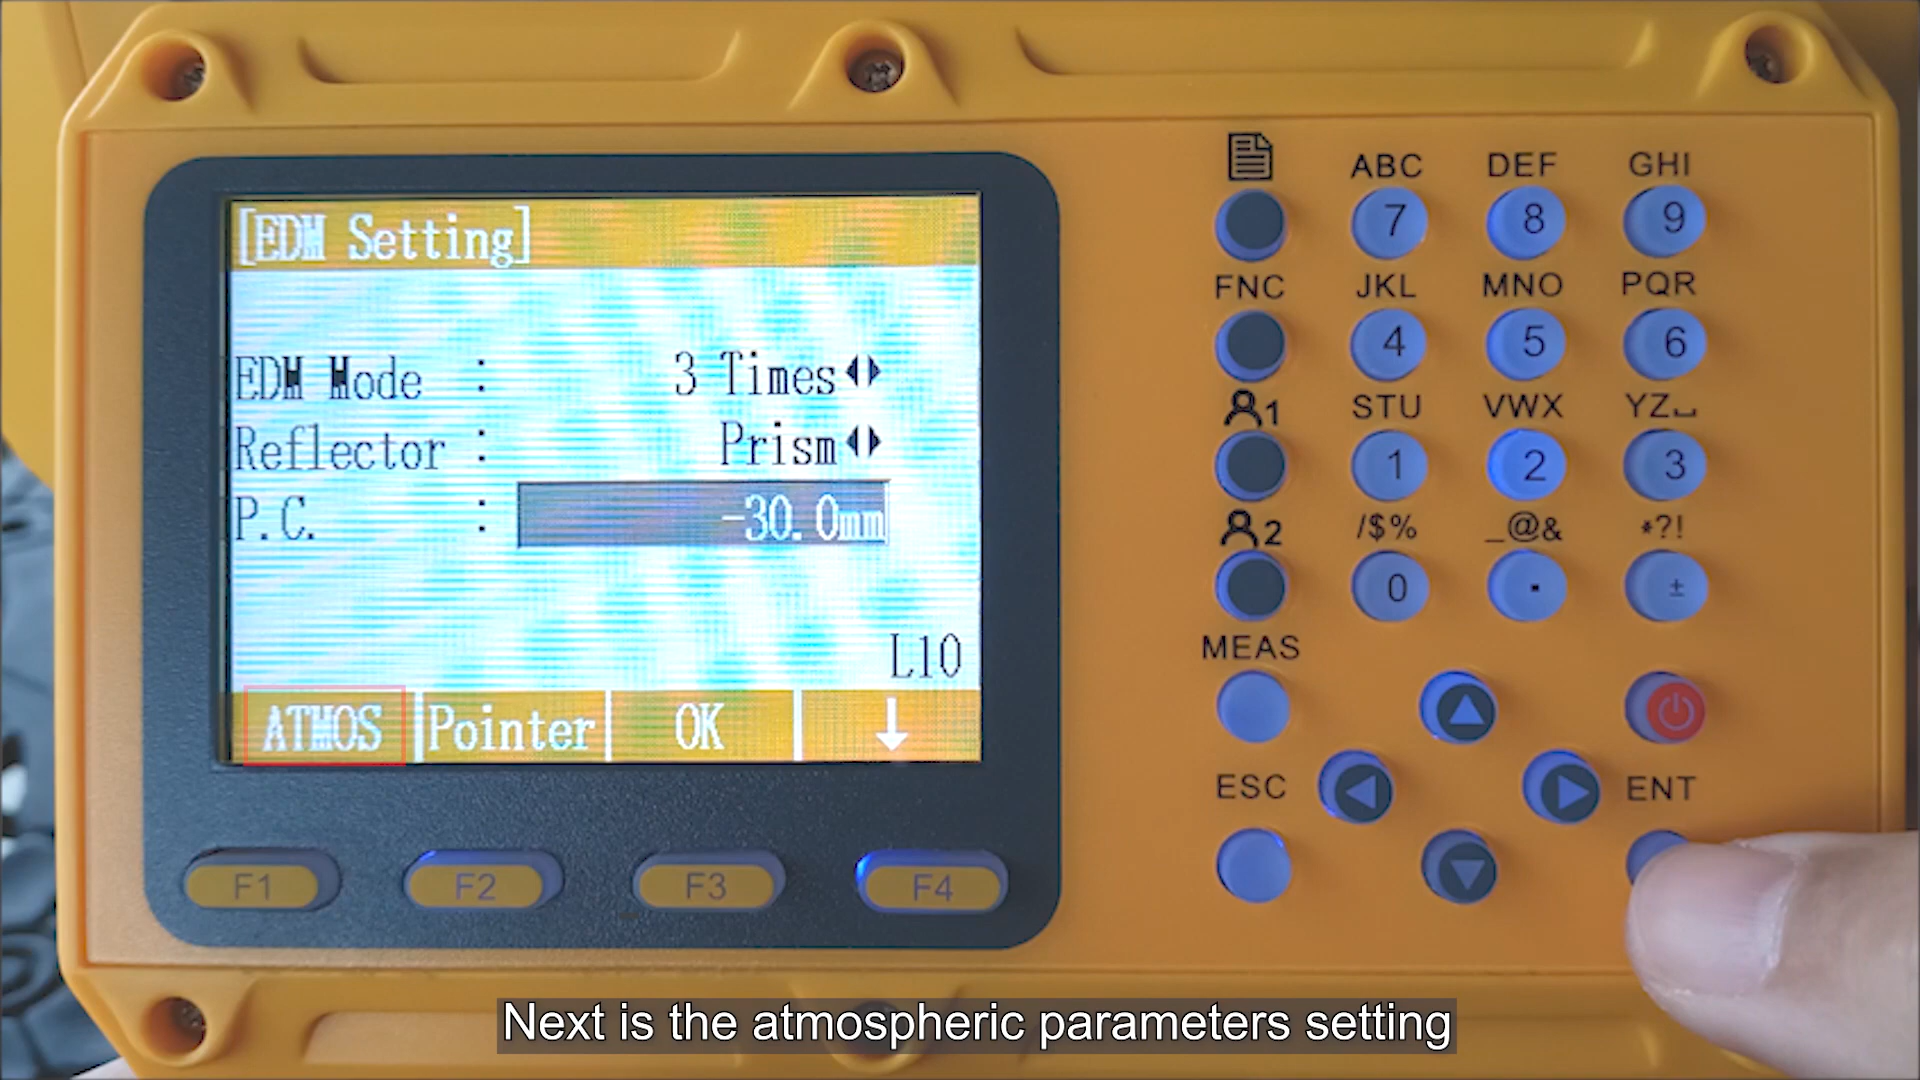 [EDM Setting]
EDM Mode : 3 Times
Reflector : Prism
P.C. : -30.0mm
L10
ATMOS Pointer OK ↓
F1 F2 F3 F4
ABC DEF GHI
7 8 9
FNC JKL MNO PQR
4 5 6
1 STU VWX YZ⎵
1 2 3
2 /$% _@& *?!
0 . ±
MEAS
ESC ENT
Next is the atmospheric parameters setting